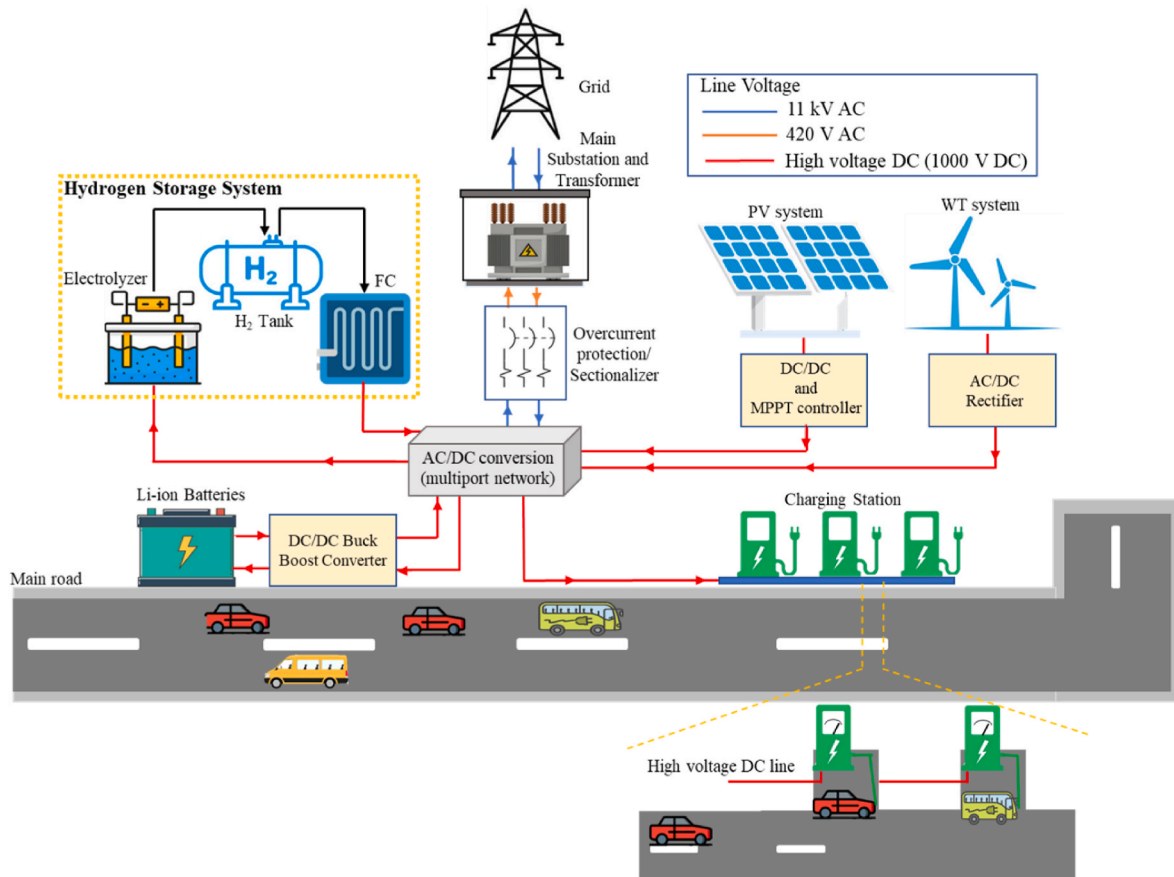 Grid
Line Voltage
11 kV AC
420 V AC
High voltage DC (1000 V DC)
Main
Substation and
Transformer
Hydrogen Storage System
Electrolyzer
- +
H₂
H₂ Tank
FC
PV system
WT system
Overcurrent
protection/
Sectionalizer
DC/DC
and
MPPT controller
AC/DC
Rectifier
AC/DC conversion
(multiport network)
Li-ion Batteries
DC/DC Buck
Boost Converter
Charging Station
Main road
High voltage DC line